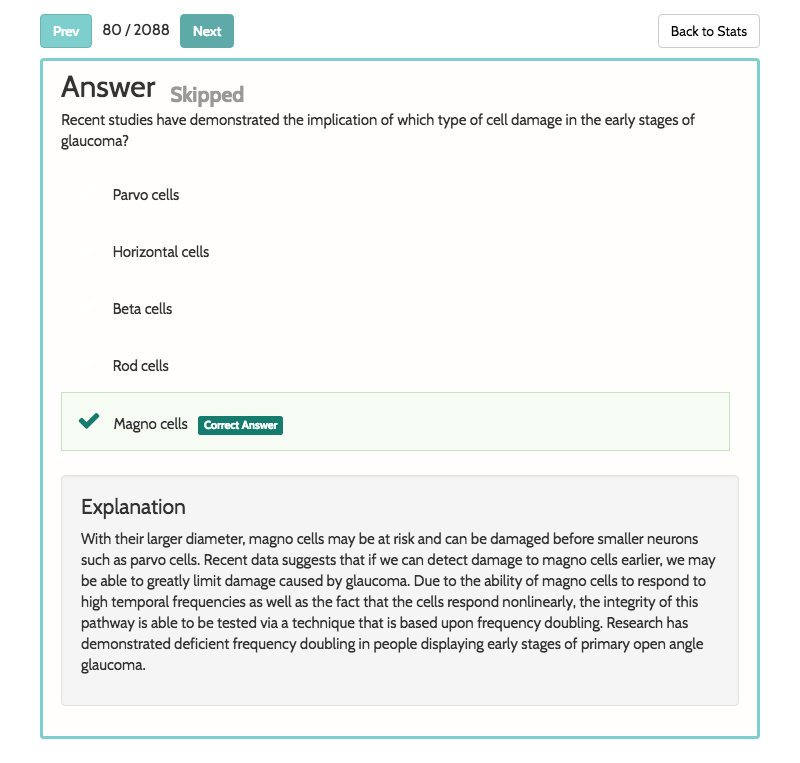 Prev 80 / 2088 Next Back to Stats
Answer Skipped
Recent studies have demonstrated the implication of which type of cell damage in the early stages of
glaucoma?
Parvo cells
Horizontal cells
Beta cells
Rod cells
Magno cells Correct Answer
Explanation
With their larger diameter, magno cells may be at risk and can be damaged before smaller neurons
such as parvo cells. Recent data suggests that if we can detect damage to magno cells earlier, we may
be able to greatly limit damage caused by glaucoma. Due to the ability of magno cells to respond to
high temporal frequencies as well as the fact that the cells respond nonlinearly, the integrity of this
pathway is able to be tested via a technique that is based upon frequency doubling. Research has
demonstrated deficient frequency doubling in people displaying early stages of primary open angle
glaucoma.